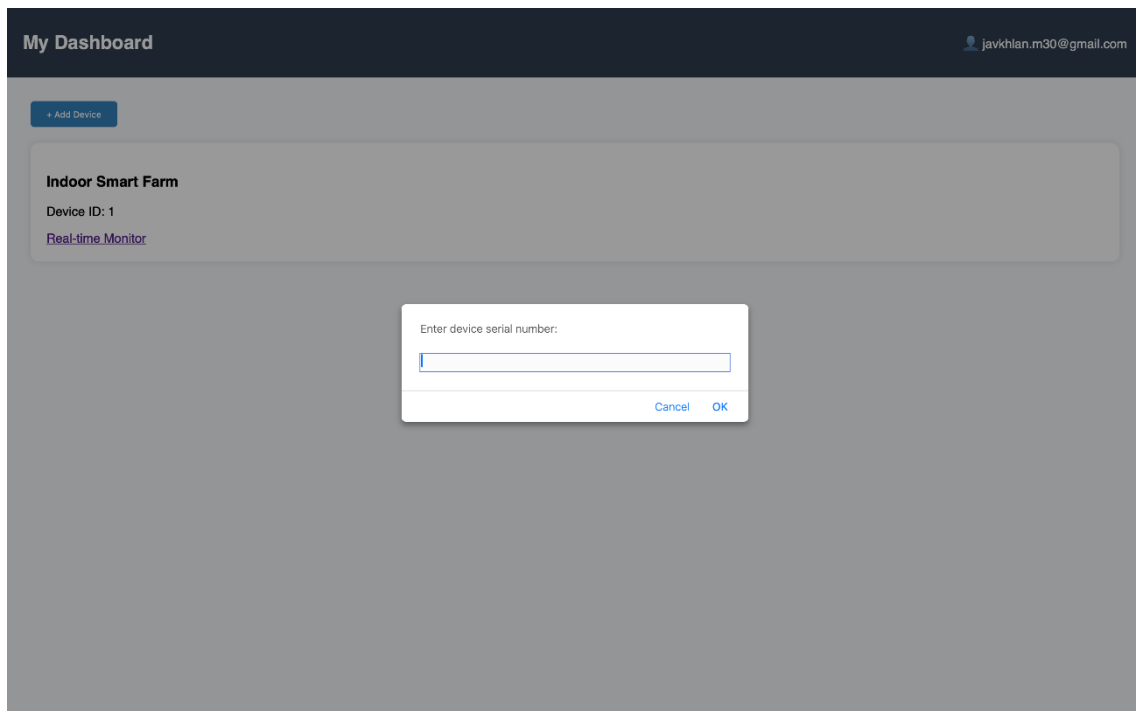 My Dashboard
javkhlan.m30@gmail.com
+ Add Device
Indoor Smart Farm
Device ID: 1
Real-time Monitor
Enter device serial number:
Cancel OK